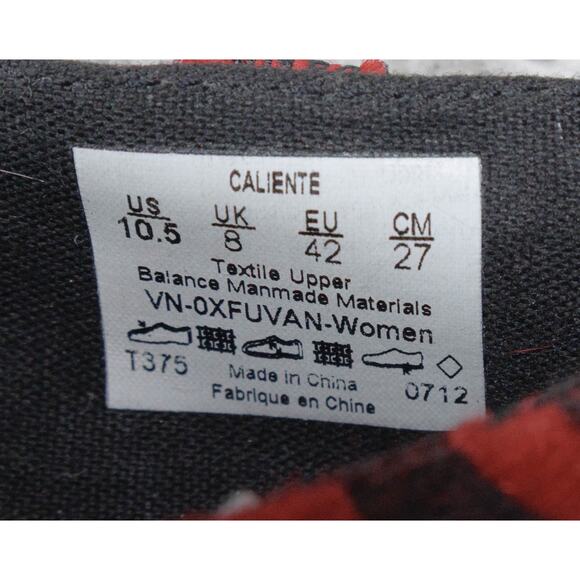 CALIENTE
US UK EU CM
10.5 8 42 27
Textile Upper
Balance Manmade Materials
VN-0XFUVAN-Women
T375 Made in China 0712
Fabrique en Chine